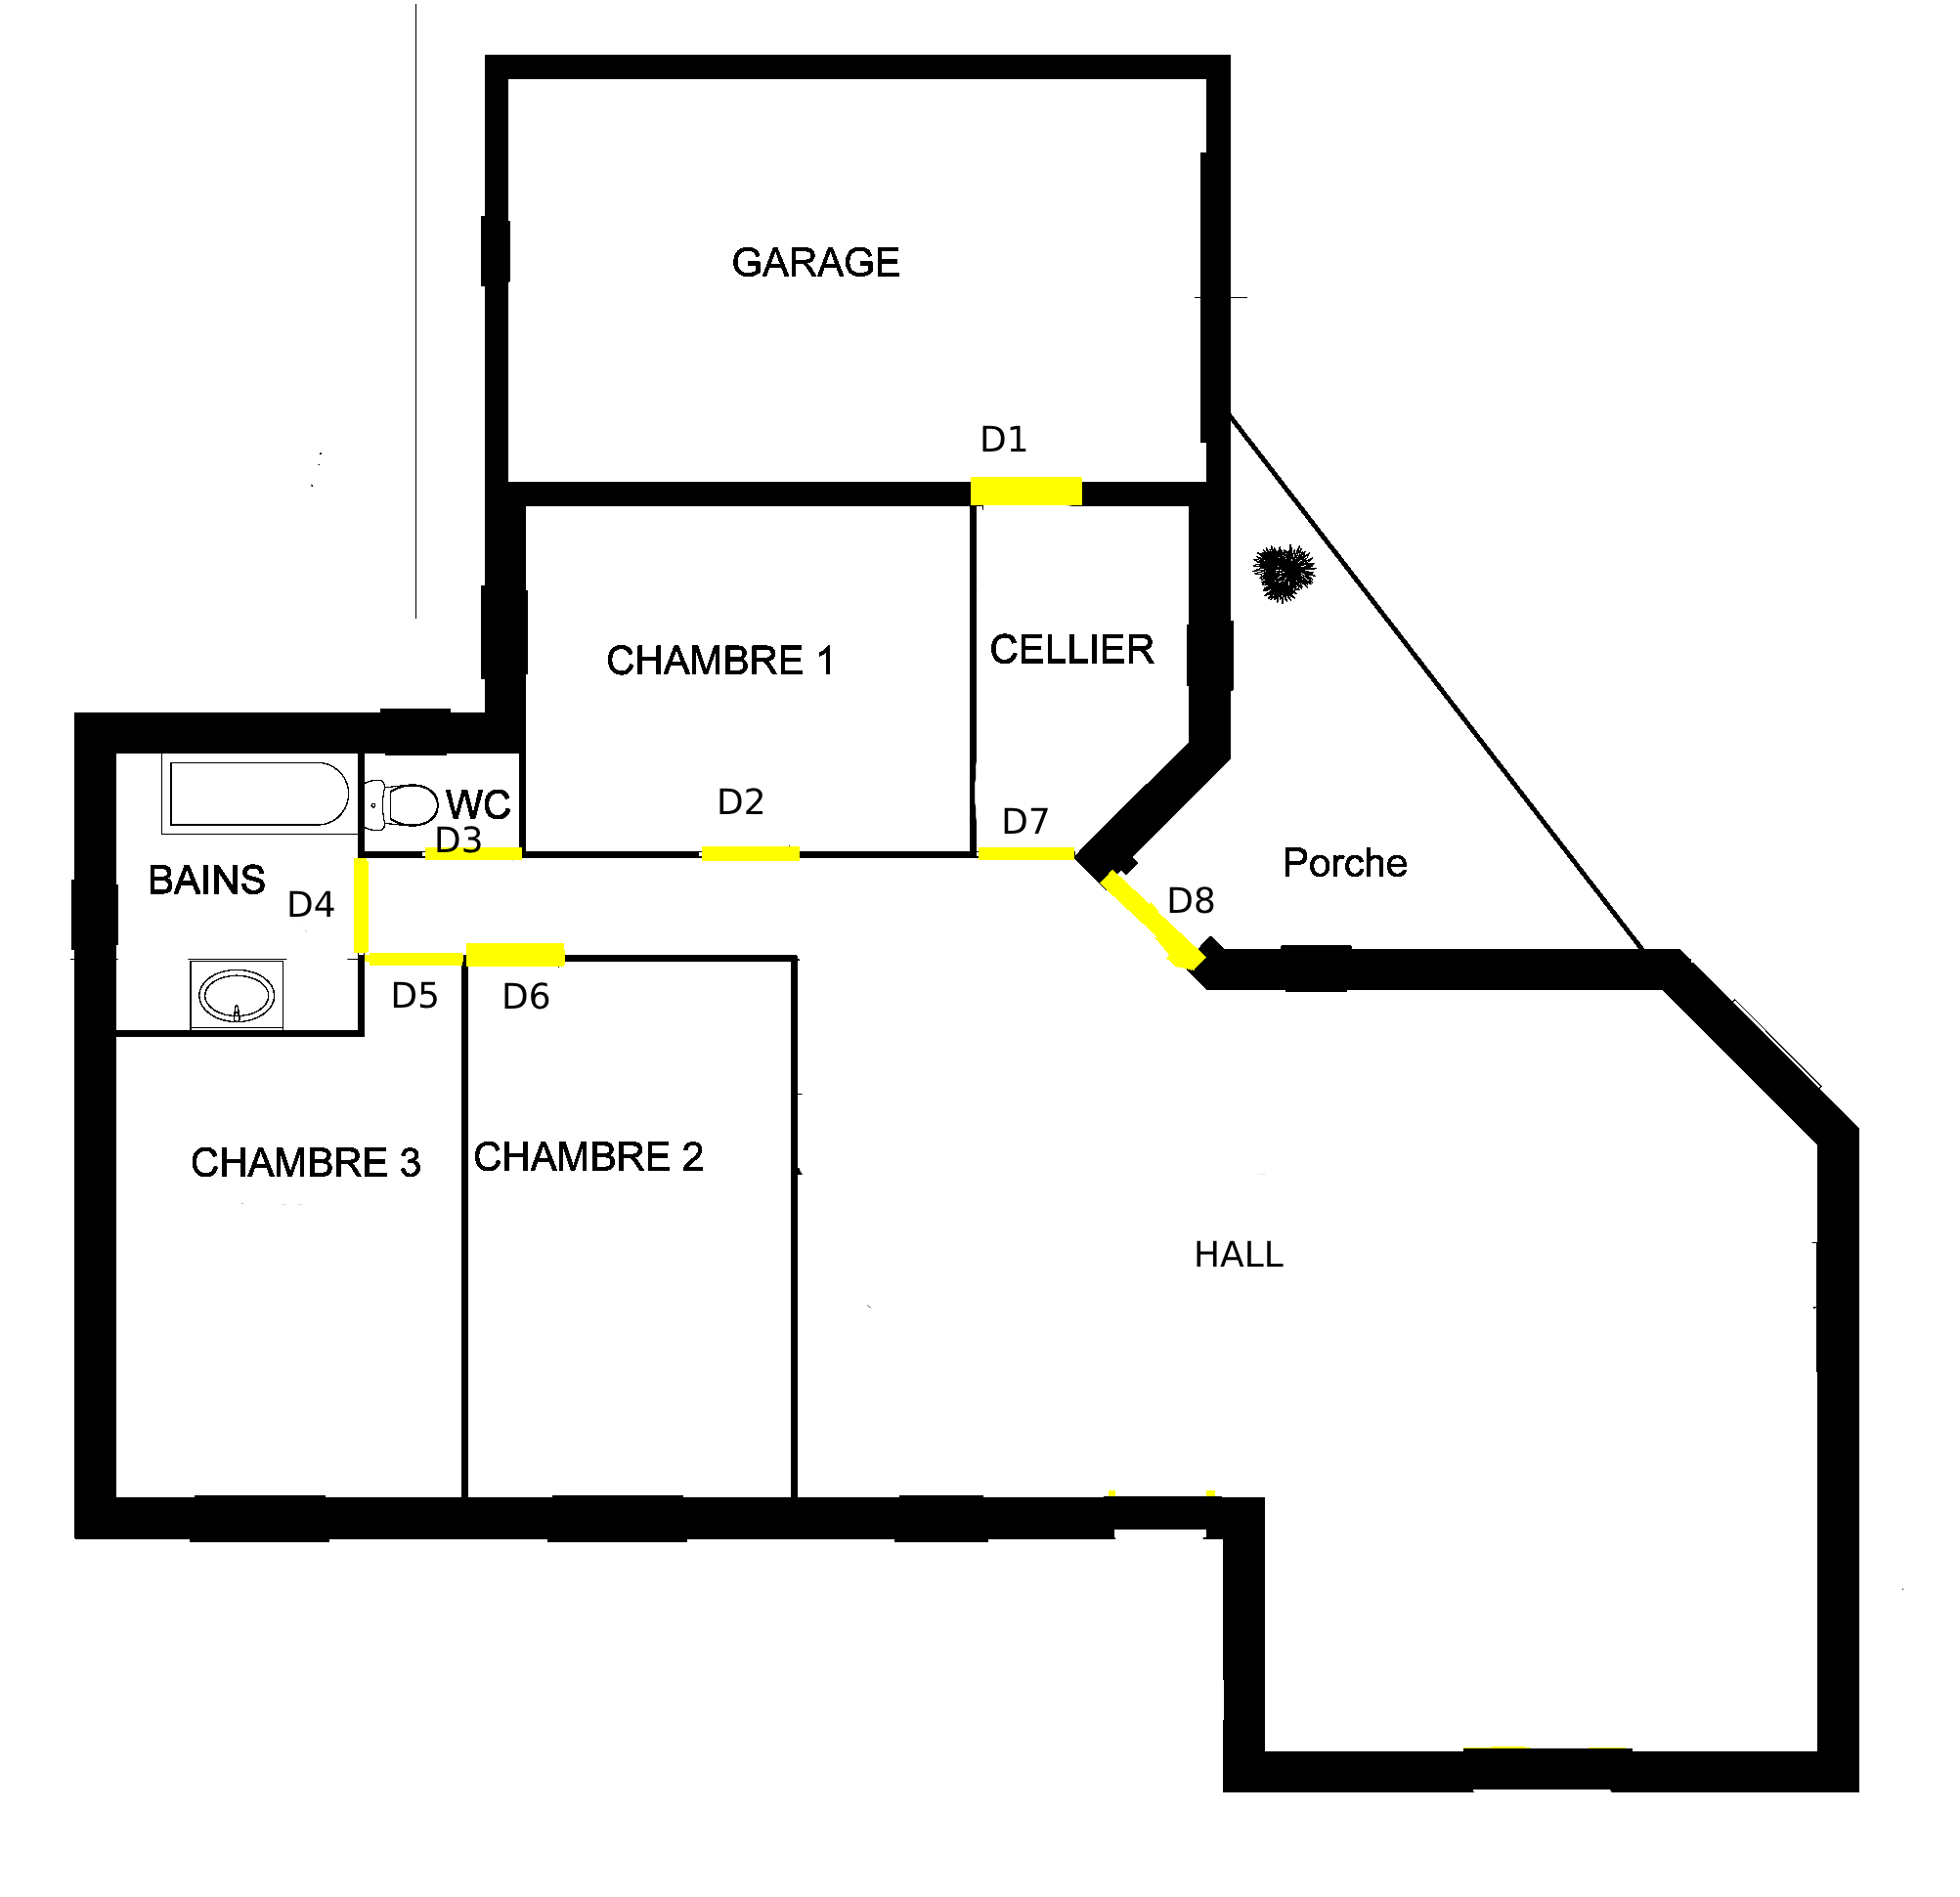 GARAGE
D1
CHAMBRE 1
CELLIER
WC
D2
D3
D7
BAINS
D4
Porche
D8
D5
D6
CHAMBRE 3
CHAMBRE 2
HALL